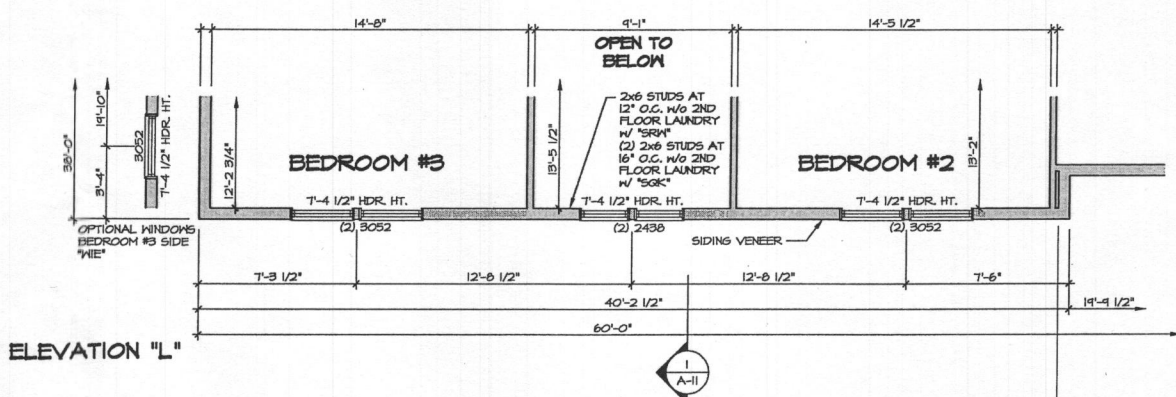 14'-8"
9'-1"
14'-5 1/2"
OPEN TO
BELOW
2x6 STUDS AT
12" O.C. W/o 2ND
FLOOR LAUNDRY
W/ "SRW"
(2) 2x6 STUDS AT
16" O.C. W/o 2ND
FLOOR LAUNDRY
W/ "SGK"
38'-0"
19'-10"
3'-4"
3052
7'-4 1/2" HDR. HT.
12'-2 3/4"
BEDROOM #3
13'-5 1/2"
BEDROOM #2
13'-2"
7'-4 1/2" HDR. HT.
7'-4 1/2" HDR. HT.
7'-4 1/2" HDR. HT.
OPTIONAL WINDOWS
BEDROOM #3 SIDE
"WIE"
(2) 3052
(2) 2438
SIDING VENEER
(2) 3052
7'-3 1/2"
12'-8 1/2"
12'-8 1/2"
7'-6"
40'-2 1/2"
19'-9 1/2"
60'-0"
ELEVATION "L"
1
A-11